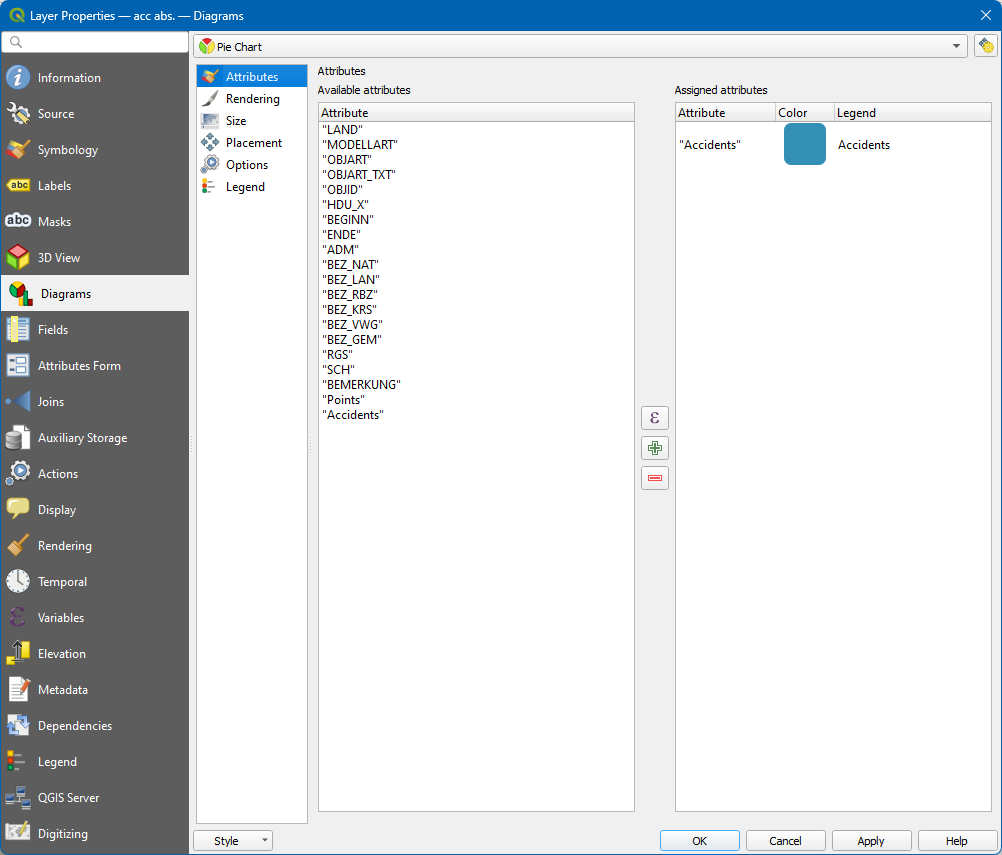 Layer Properties — acc abs. — Diagrams
Information
Source
Symbology
abc Labels
abc Masks
3D View
Diagrams
Fields
Attributes Form
Joins
Auxiliary Storage
Actions
Display
Rendering
Temporal
Variables
Elevation
Metadata
Dependencies
Legend
QGIS Server
Digitizing
Pie Chart
Attributes
Rendering
Size
Placement
Options
Legend
Attributes
Available attributes
Attribute
"LAND"
"MODELLART"
"OBJART"
"OBJART_TXT"
"OBJID"
"HDU_X"
"BEGINN"
"ENDE"
"ADM"
"BEZ_NAT"
"BEZ_LAN"
"BEZ_RBZ"
"BEZ_KRS"
"BEZ_VWG"
"BEZ_GEM"
"RGS"
"SCH"
"BEMERKUNG"
"Points"
"Accidents"
ε
Assigned attributes
Attribute Color Legend
"Accidents" Accidents
Style
OK Cancel Apply Help